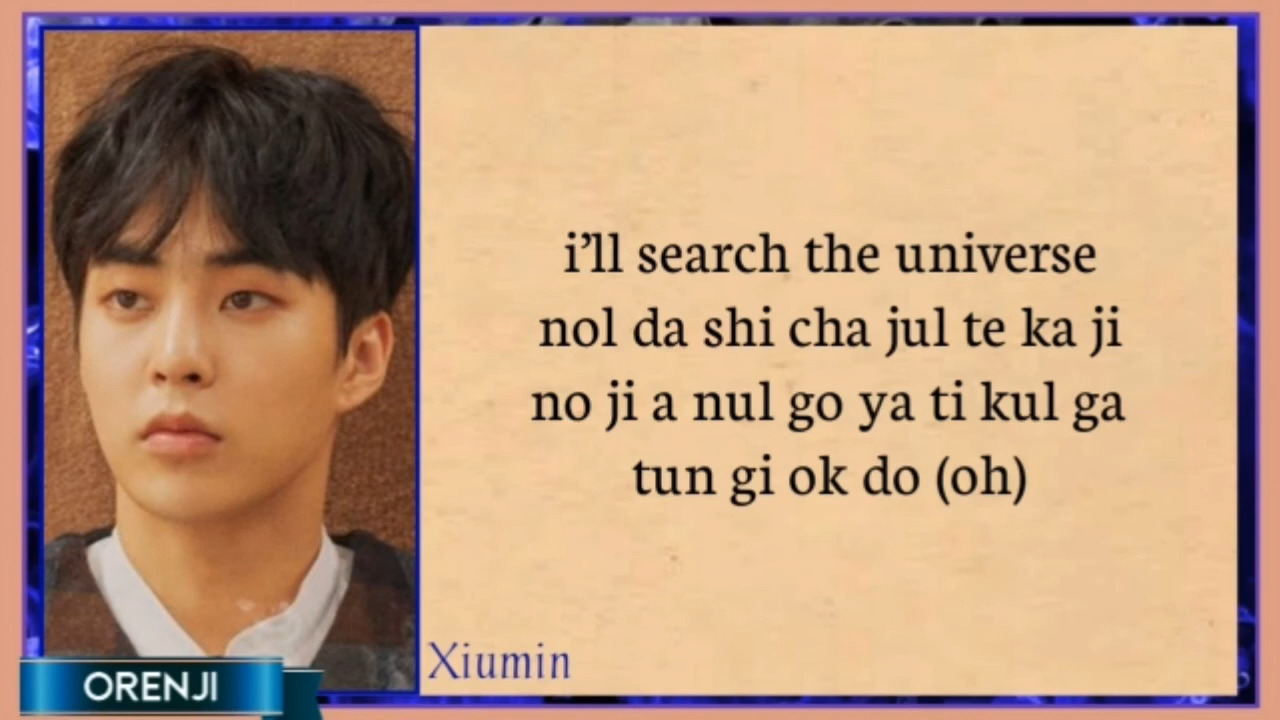 i’ll search the universe
nol da shi cha jul te ka ji
no ji a nul go ya ti kul ga
tun gi ok do (oh)
Xiumin
ORENJI